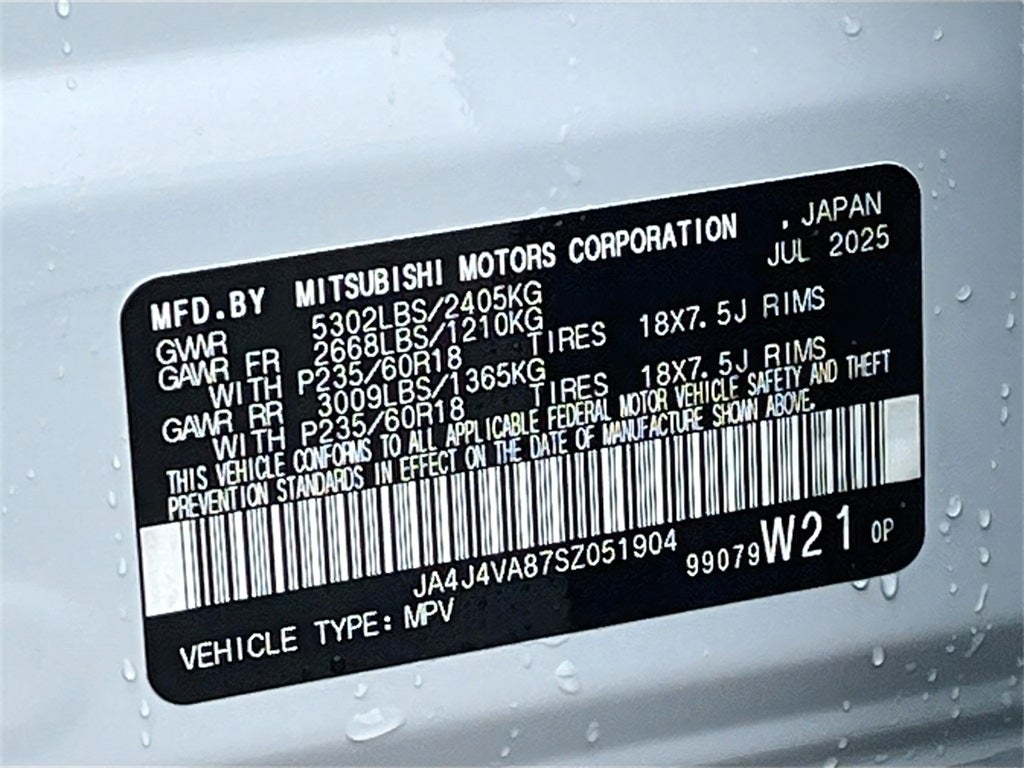 MFD.BY MITSUBISHI MOTORS CORPORATION , JAPAN
JUL 2025
GVWR 5302LBS/2405KG
GAWR FR 2668LBS/1210KG
WITH P235/60R18 TIRES 18X7.5J RIMS
GAWR RR 3009LBS/1365KG
WITH P235/60R18 TIRES 18X7.5J RIMS
THIS VEHICLE CONFORMS TO ALL APPLICABLE FEDERAL MOTOR VEHICLE SAFETY AND THEFT
PREVENTION STANDARDS IN EFFECT ON THE DATE OF MANUFACTURE SHOWN ABOVE.
JA4J4VA87SZ051904 99079 W21 0P
VEHICLE TYPE: MPV